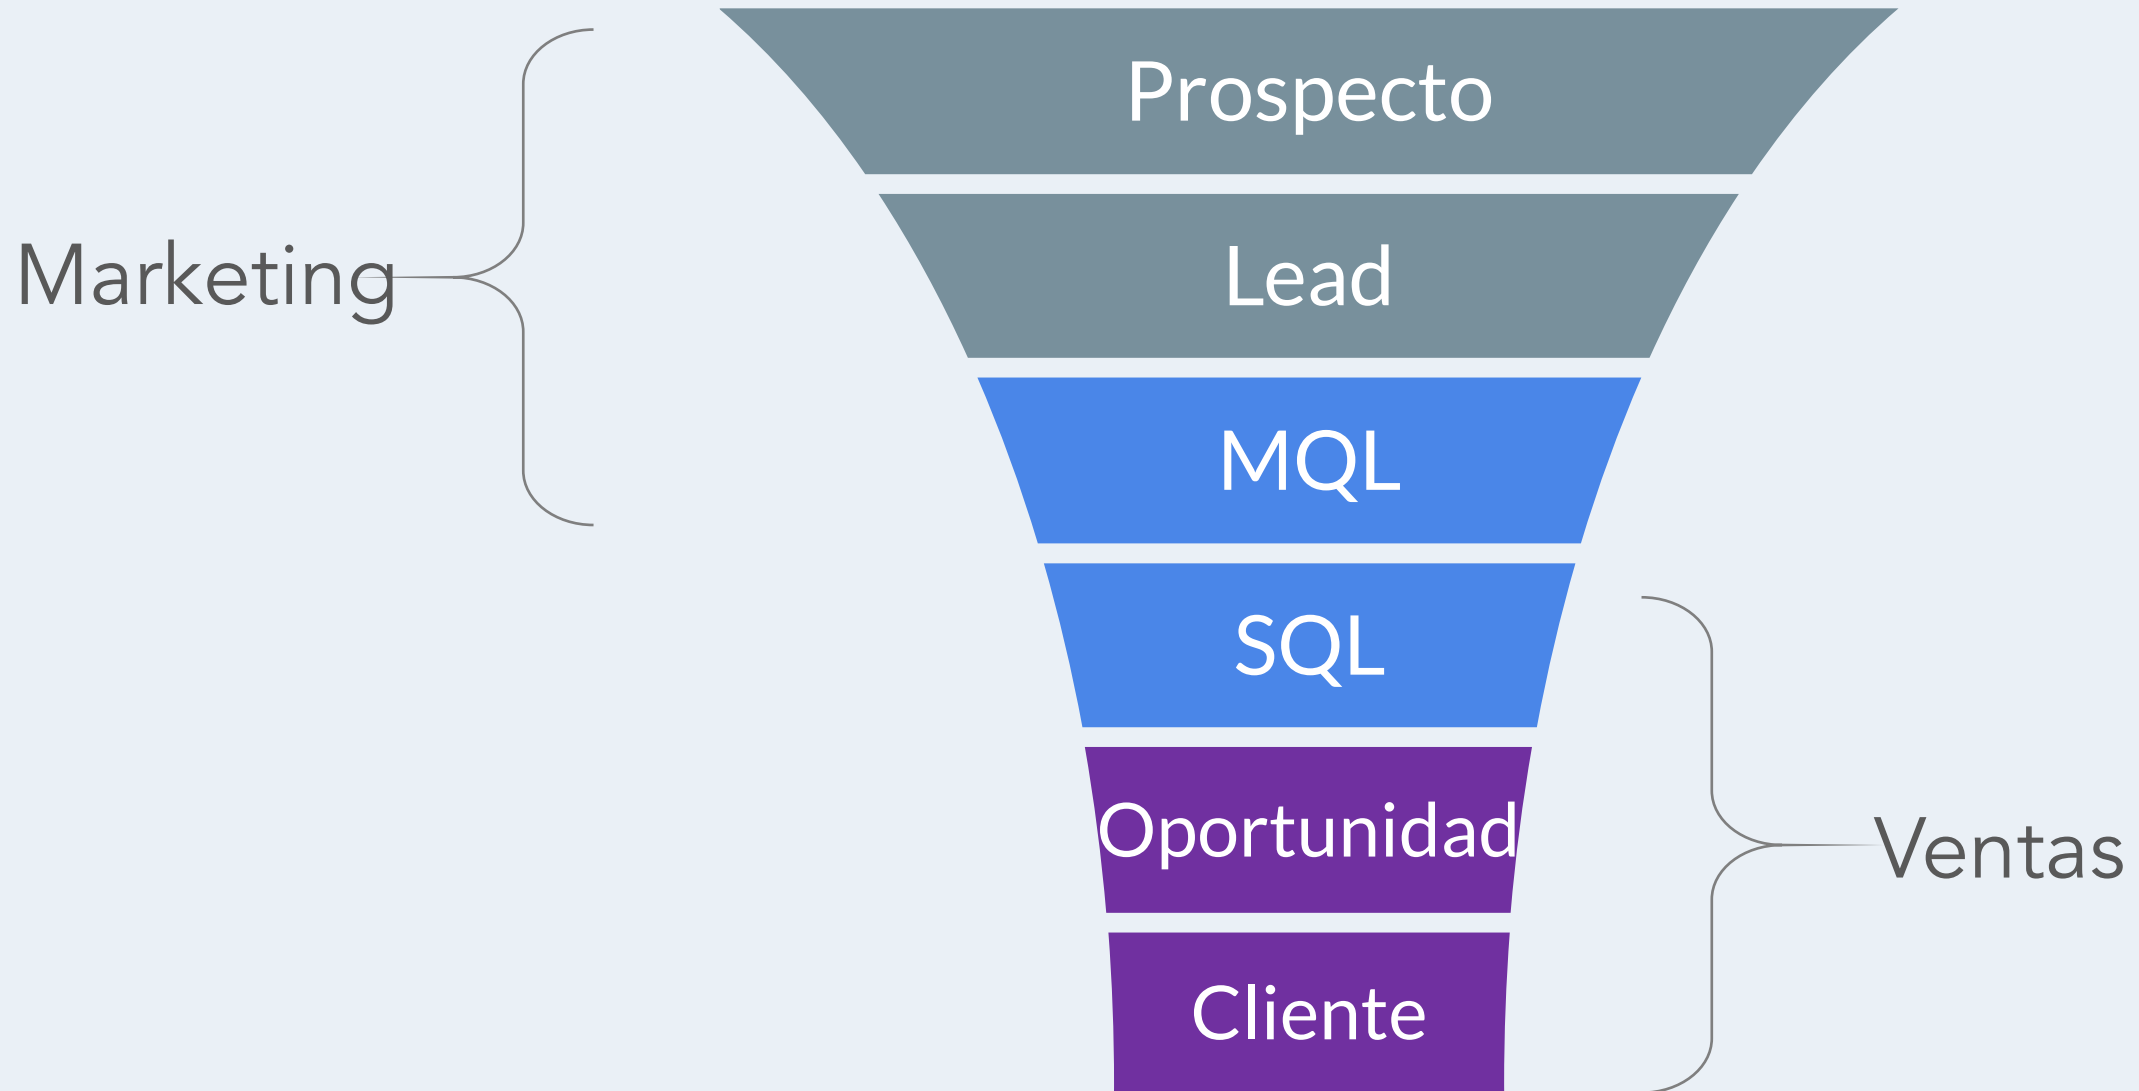 Prospecto
Lead
Marketing
MQL
SQL
Oportunidad
Ventas
Cliente